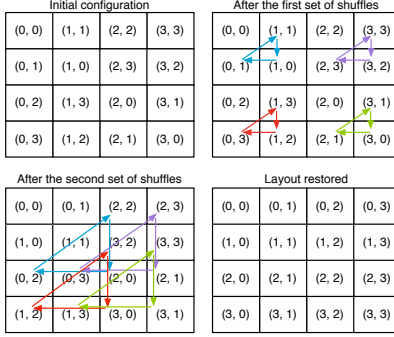 Initial configuration
(0, 0) (1, 1) (2, 2) (3, 3)
(0, 1) (1, 0) (2, 3) (3, 2)
(0, 2) (1, 3) (2, 0) (3, 1)
(0, 3) (1, 2) (2, 1) (3, 0)
After the first set of shuffles
(0, 0) (1, 1) (2, 2) (3, 3)
(0, 1) (1, 0) (2, 3) (3, 2)
(0, 2) (1, 3) (2, 0) (3, 1)
(0, 3) (1, 2) (2, 1) (3, 0)
After the second set of shuffles
(0, 0) (0, 1) (2, 2) (2, 3)
(1, 0) (1, 1) (3, 2) (3, 3)
(0, 2) (0, 3) (2, 0) (2, 1)
(1, 2) (1, 3) (3, 0) (3, 1)
Layout restored
(0, 0) (0, 1) (0, 2) (0, 3)
(1, 0) (1, 1) (1, 2) (1, 3)
(2, 0) (2, 1) (2, 2) (2, 3)
(3, 0) (3, 1) (3, 2) (3, 3)